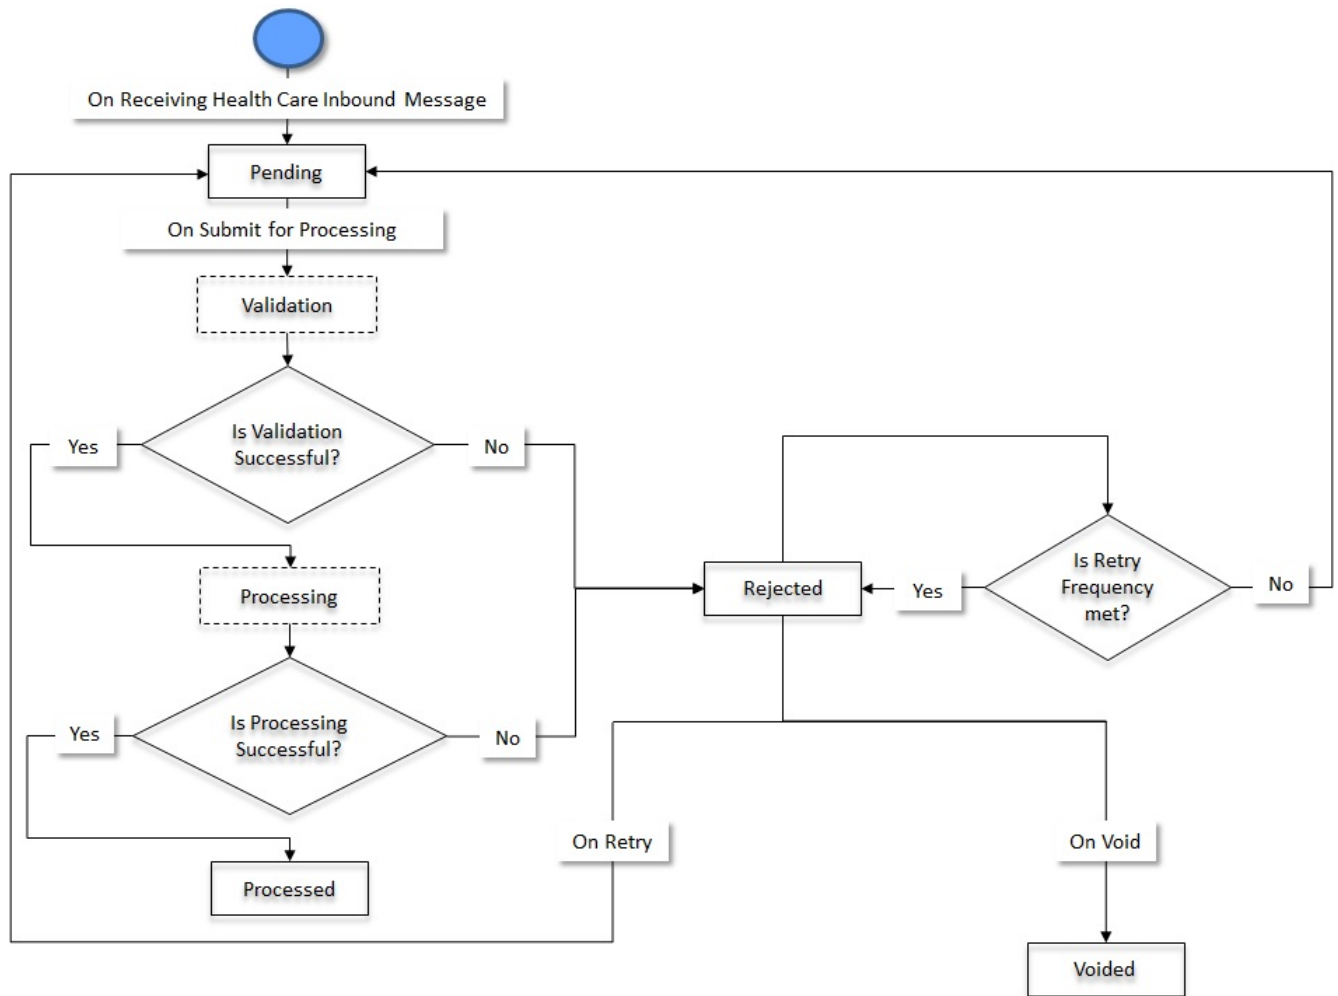 On Receiving Health Care Inbound Message
Pending
On Submit for Processing
Validation
Is Validation
Successful?
Yes
No
Processing
Is Processing
Successful?
Yes
No
Processed
Rejected
Is Retry
Frequency
met?
Yes
No
On Retry
On Void
Voided